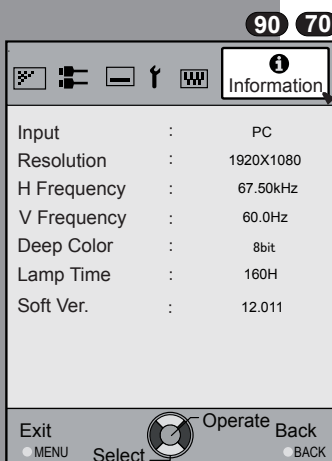 90 70
Information
Input : PC
Resolution : 1920X1080
H Frequency : 67.50kHz
V Frequency : 60.0Hz
Deep Color : 8bit
Lamp Time : 160H
Soft Ver. : 12.011
Exit Operate Back
MENU Select BACK